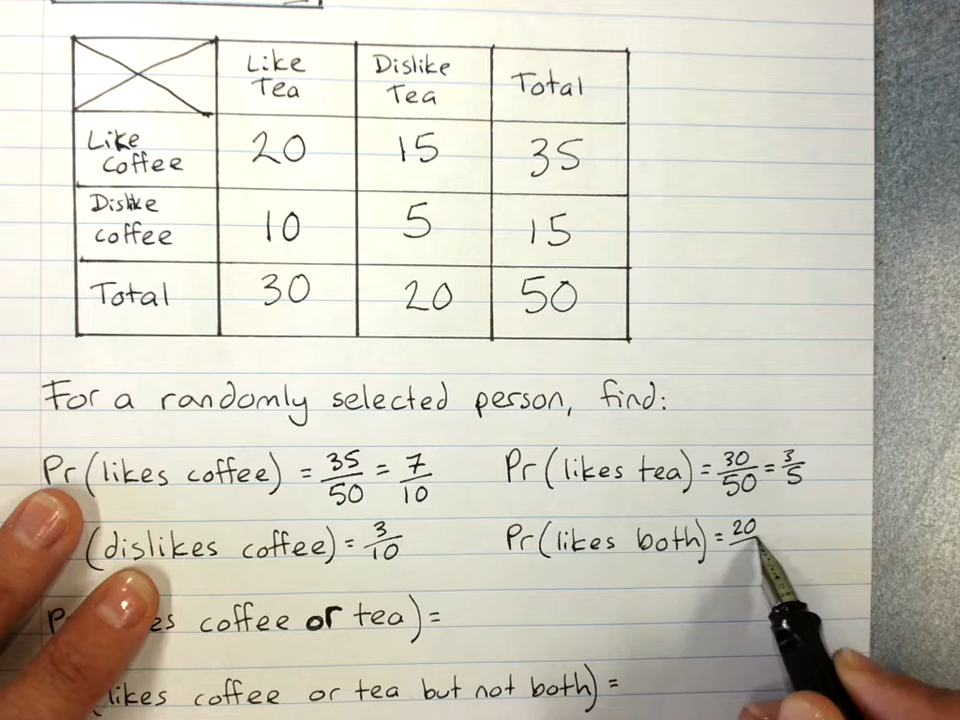 Like Tea Dislike Tea Total
Like coffee 20 15 35
Dislike coffee 10 5 15
Total 30 20 50
For a randomly selected person, find:
Pr(likes coffee) = 35/50 = 7/10 Pr(likes tea) = 30/50 = 3/5
(dislikes coffee) = 3/10 Pr(likes both) = 20
coffee or tea) =
likes coffee or tea but not both) =